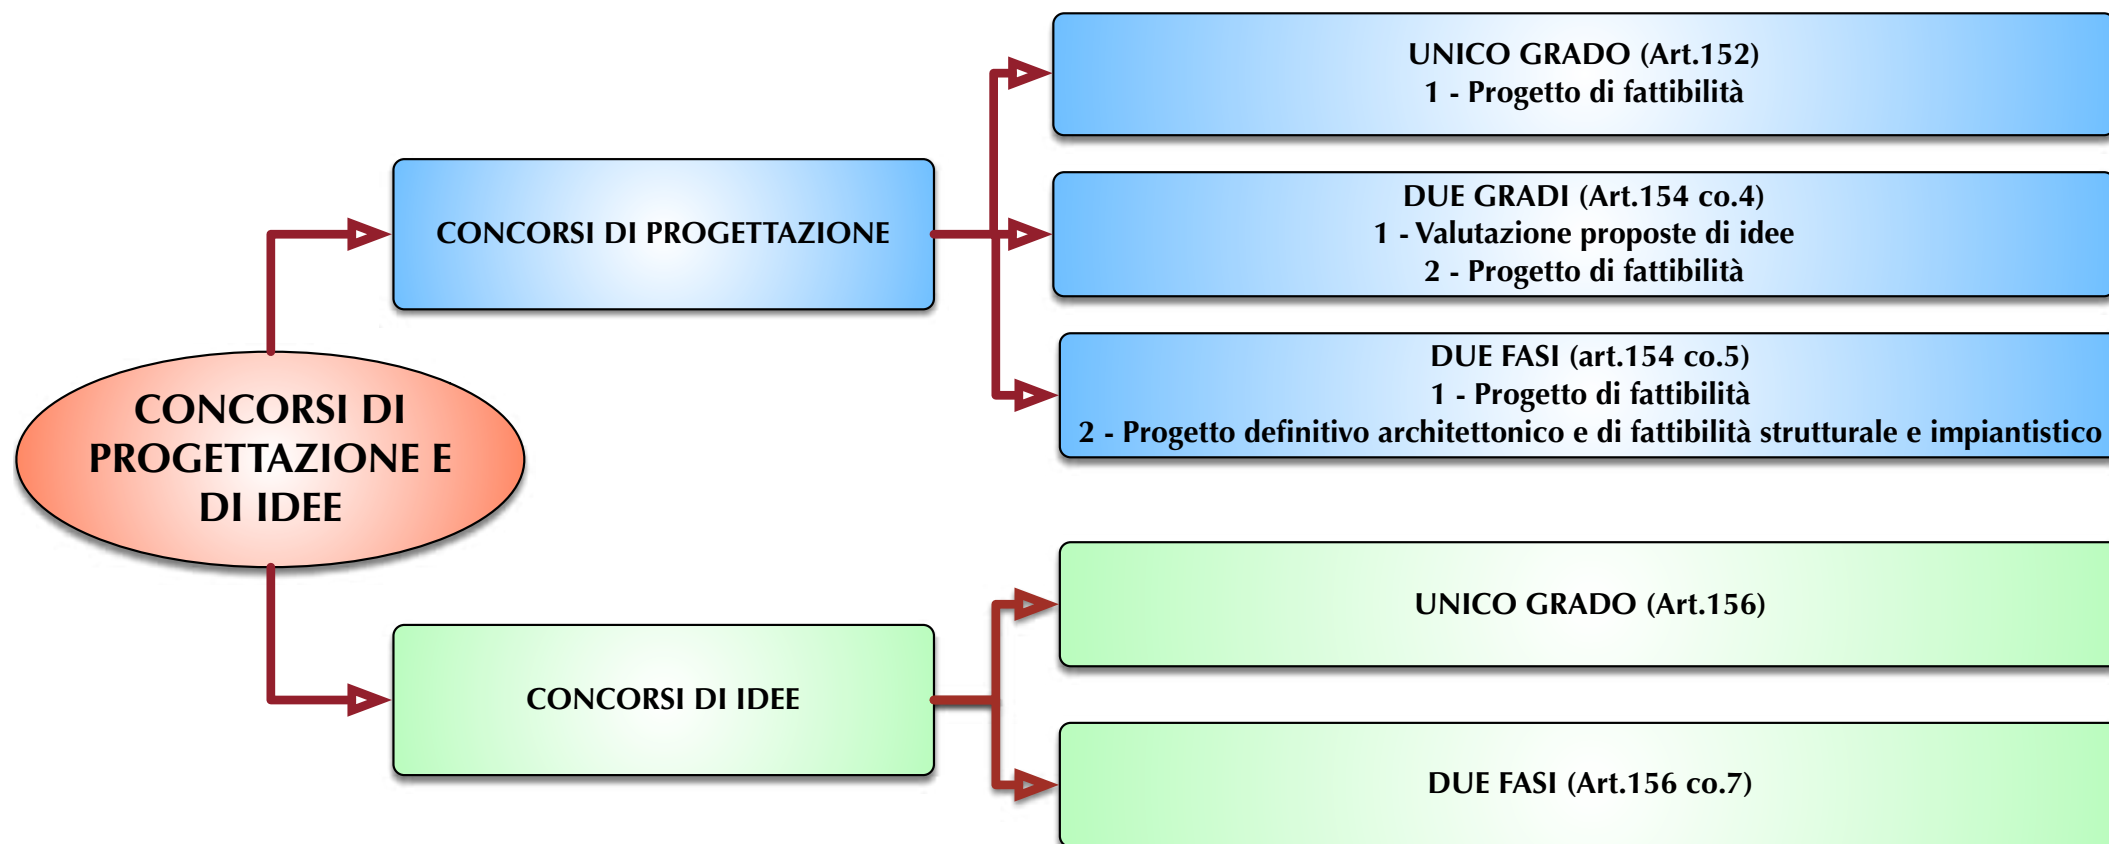 CONCORSI DI
PROGETTAZIONE E
DI IDEE
CONCORSI DI PROGETTAZIONE
UNICO GRADO (Art.152)
1 - Progetto di fattibilità
DUE GRADI (Art.154 co.4)
1 - Valutazione proposte di idee
2 - Progetto di fattibilità
DUE FASI (art.154 co.5)
1 - Progetto di fattibilità
2 - Progetto definitivo architettonico e di fattibilità strutturale e impiantistico
CONCORSI DI IDEE
UNICO GRADO (Art.156)
DUE FASI (Art.156 co.7)